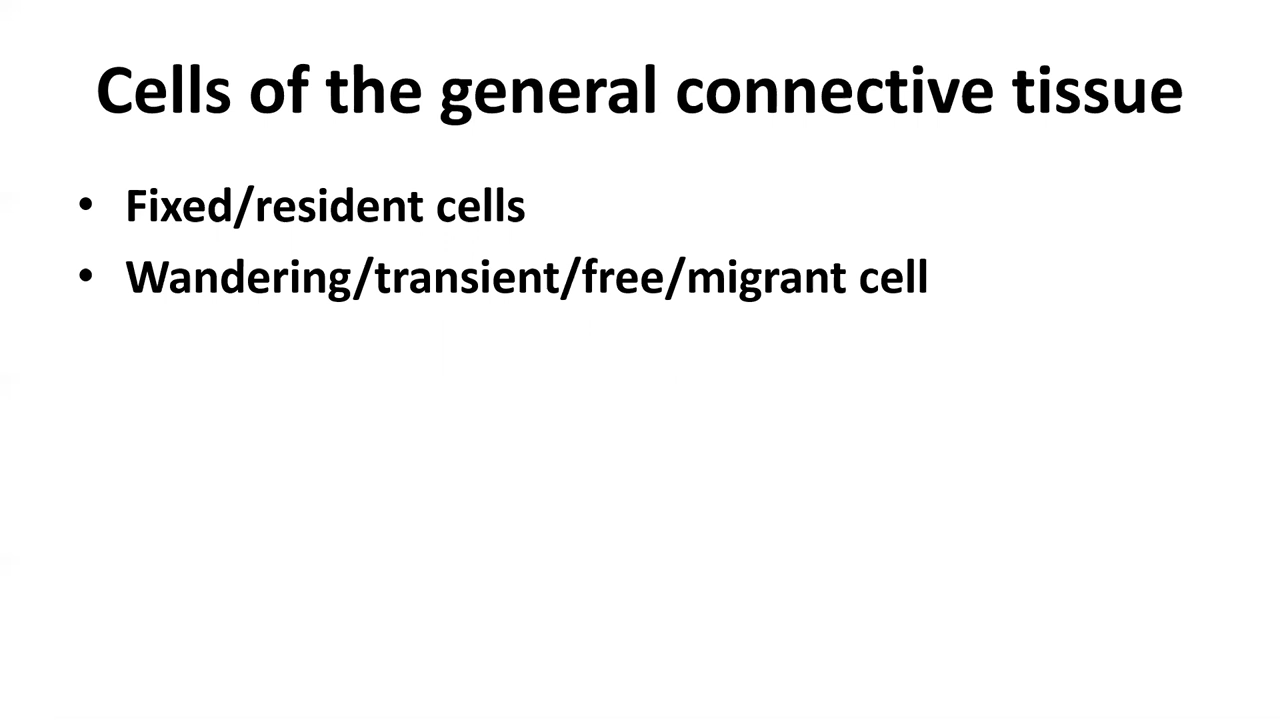 Cells of the general connective tissue
• Fixed/resident cells
• Wandering/transient/free/migrant cell